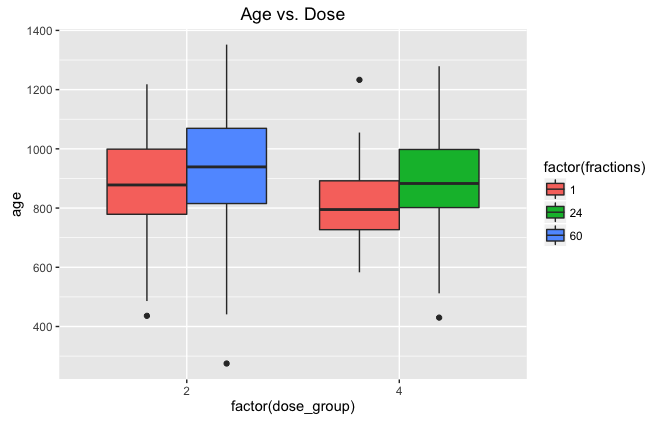 Age vs. Dose
1400
1200
1000
800
600
400
age
2
4
factor(dose_group)
factor(fractions)
1
24
60